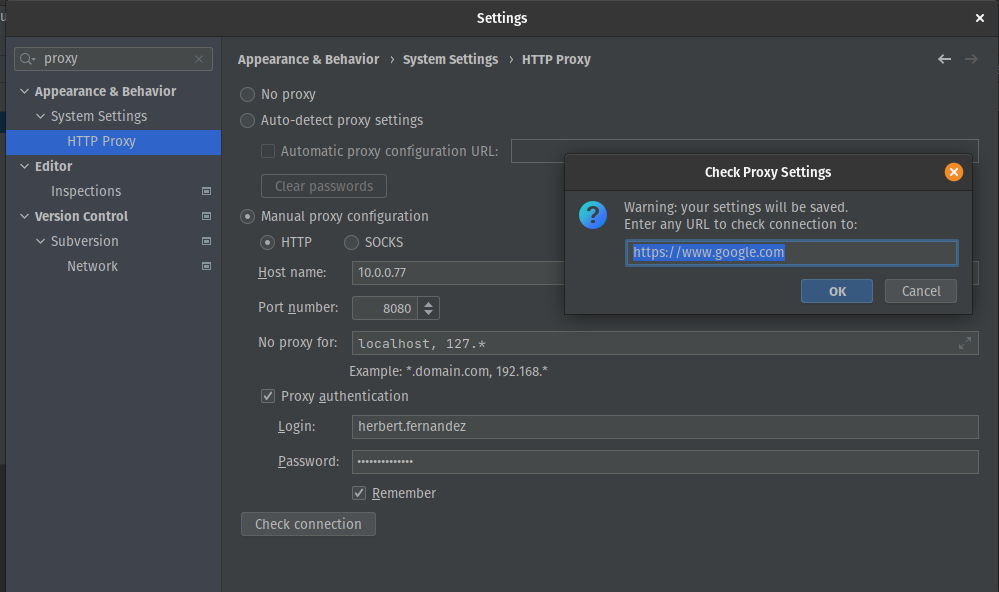 Settings
proxy
Appearance & Behavior
System Settings
HTTP Proxy
Editor
Inspections
Version Control
Subversion
Network
Appearance & Behavior › System Settings › HTTP Proxy
No proxy
Auto-detect proxy settings
Automatic proxy configuration URL:
Clear passwords
Manual proxy configuration
HTTP SOCKS
Host name: 10.0.0.77
Port number: 8080
No proxy for: localhost, 127.*
Example: *.domain.com, 192.168.*
Proxy authentication
Login: herbert.fernandez
Password: ••••••••••••••
Remember
Check connection
Check Proxy Settings
Warning: your settings will be saved.
Enter any URL to check connection to:
https://www.google.com
OK Cancel